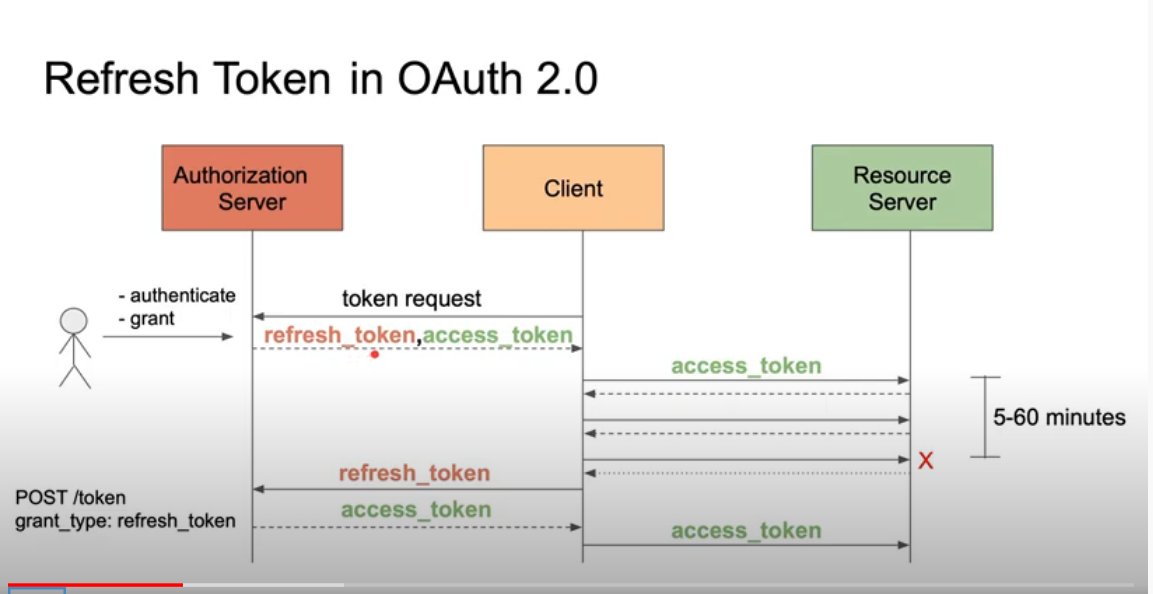 Refresh Token in OAuth 2.0
Authorization
Server
Client
Resource
Server
- authenticate
- grant
token request
refresh_token,access_token
access_token
5-60 minutes
X
refresh_token
POST /token
grant_type: refresh_token
access_token
access_token